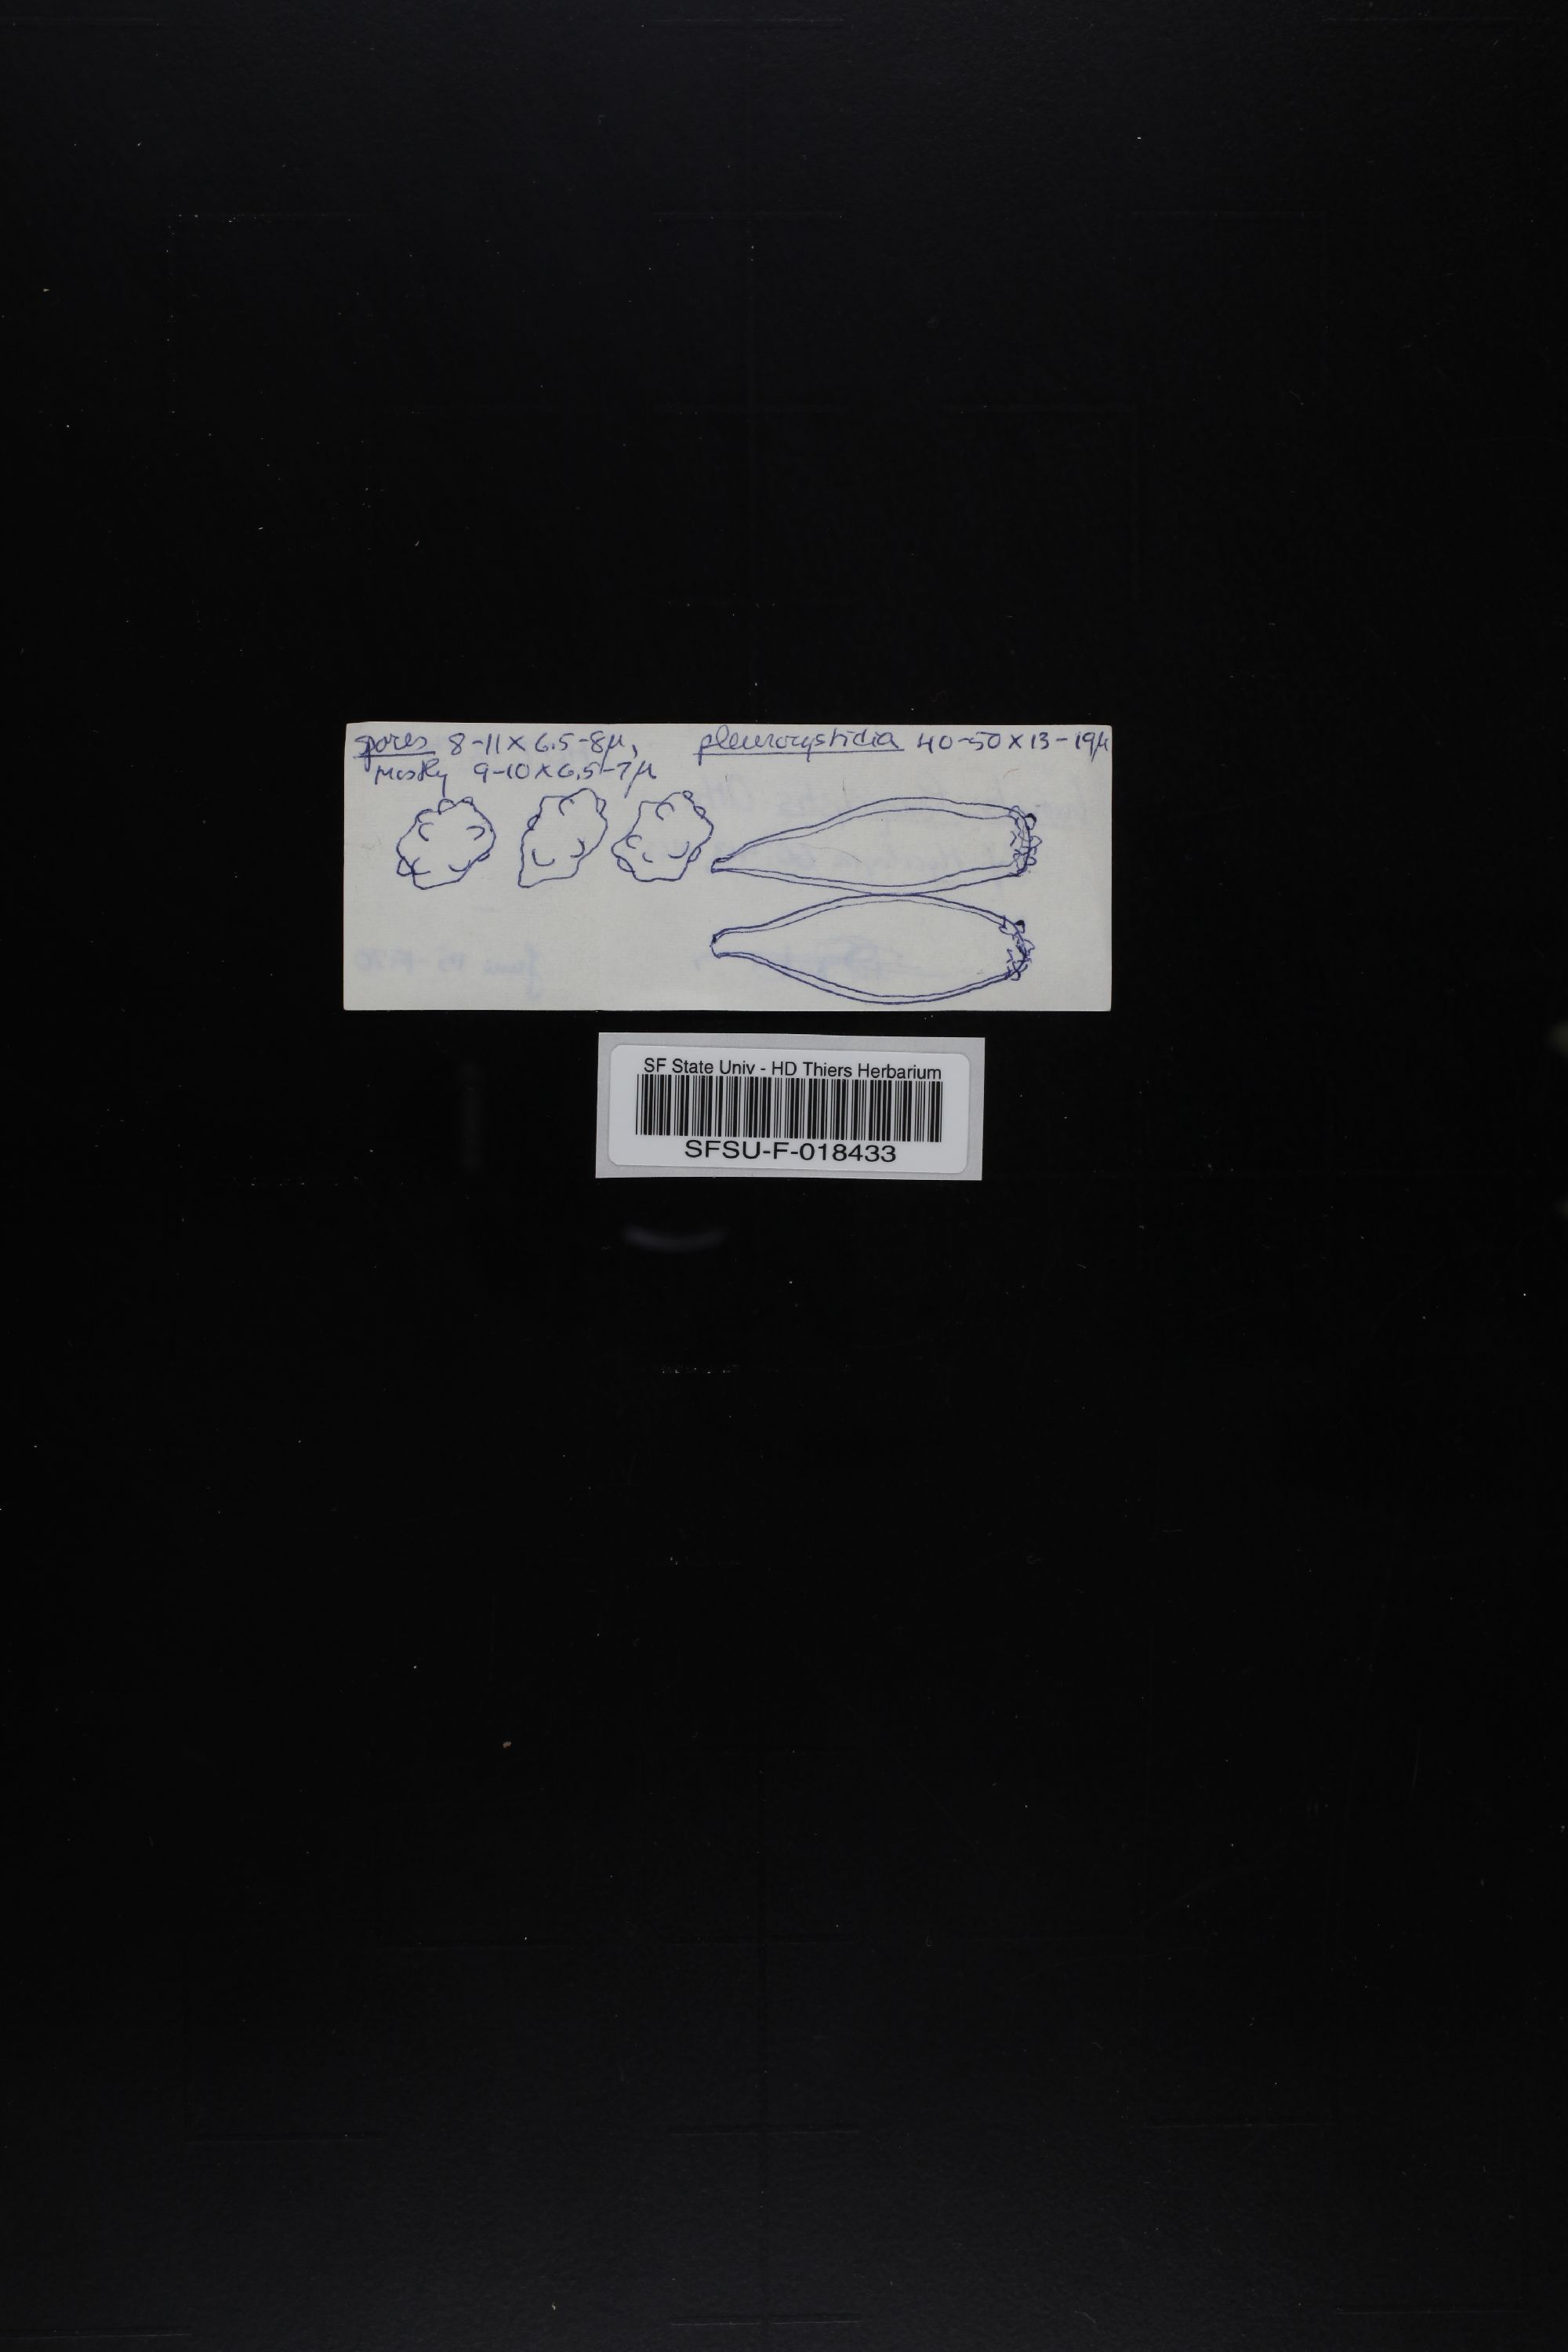 spores 8-11 x 6.5-8µ,
mostly 9-10 x 6.5-7µ
pleurocystidia 40-50 x 13-19µ
SF State Univ - HD Thiers Herbarium
SFSU-F-018433